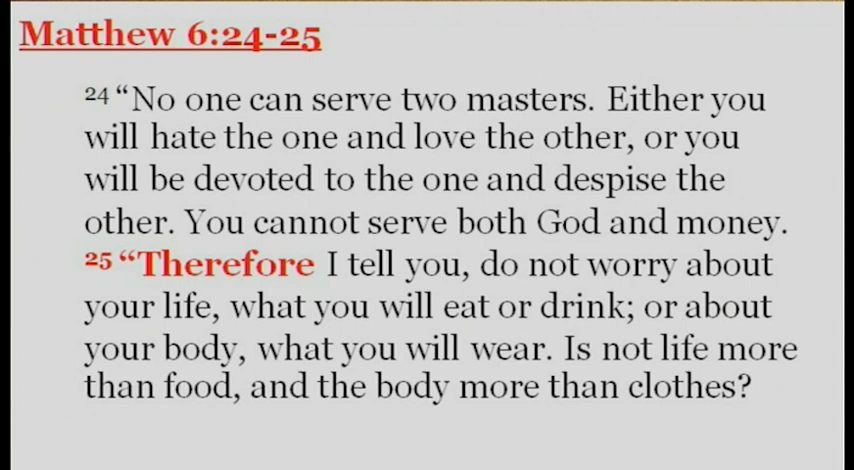 Matthew 6:24-25
24 “No one can serve two masters. Either you
will hate the one and love the other, or you
will be devoted to the one and despise the
other. You cannot serve both God and money.
25 “Therefore I tell you, do not worry about
your life, what you will eat or drink; or about
your body, what you will wear. Is not life more
than food, and the body more than clothes?